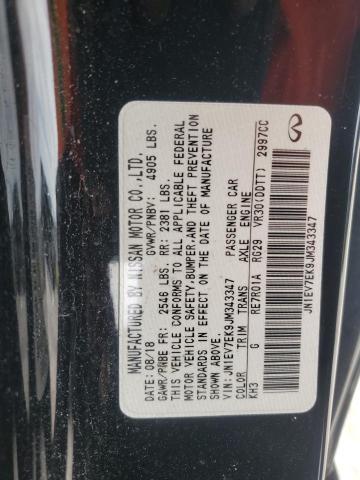 MANUFACTURED BY NISSAN MOTOR CO.,LTD.
08/18 GVWR/PNBV: 4905 LBS.
GAWR/PNBE FR: 2546 LBS. RR: 2381 LBS.
THIS VEHICLE CONFORMS TO ALL APPLICABLE FEDERAL
MOTOR VEHICLE SAFETY,BUMPER,AND THEFT PREVENTION
STANDARDS IN EFFECT ON THE DATE OF MANUFACTURE
SHOWN ABOVE.
VIN: JN1EV7EK9JM343347 PASSENGER CAR
COLOR TRIM TRANS AXLE ENGINE
KH3 G RE7R01A RG29 VR30(DDTT) 2997CC
JN1EV7EK9JM343347